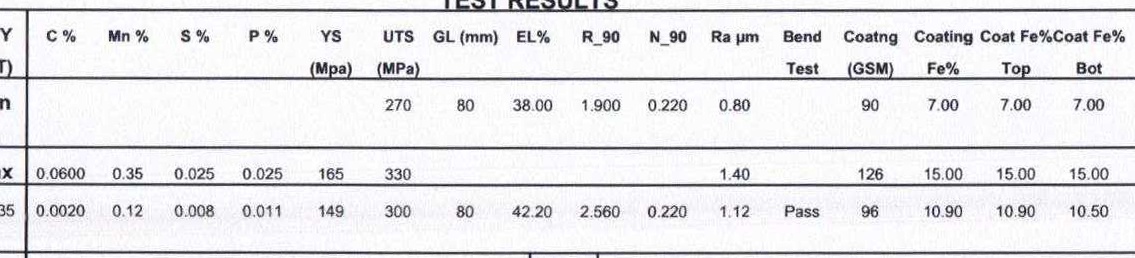 TEST RESULTS
Y C % Mn % S % P % YS UTS GL (mm) EL% R_90 N_90 Ra µm Bend Coatng Coating Coat Fe% Coat Fe%
T) (Mpa) (MPa) Test (GSM) Fe% Top Bot
n 270 80 38.00 1.900 0.220 0.80 90 7.00 7.00 7.00
x 0.0600 0.35 0.025 0.025 165 330 1.40 126 15.00 15.00 15.00
35 0.0020 0.12 0.008 0.011 149 300 80 42.20 2.560 0.220 1.12 Pass 96 10.90 10.90 10.50